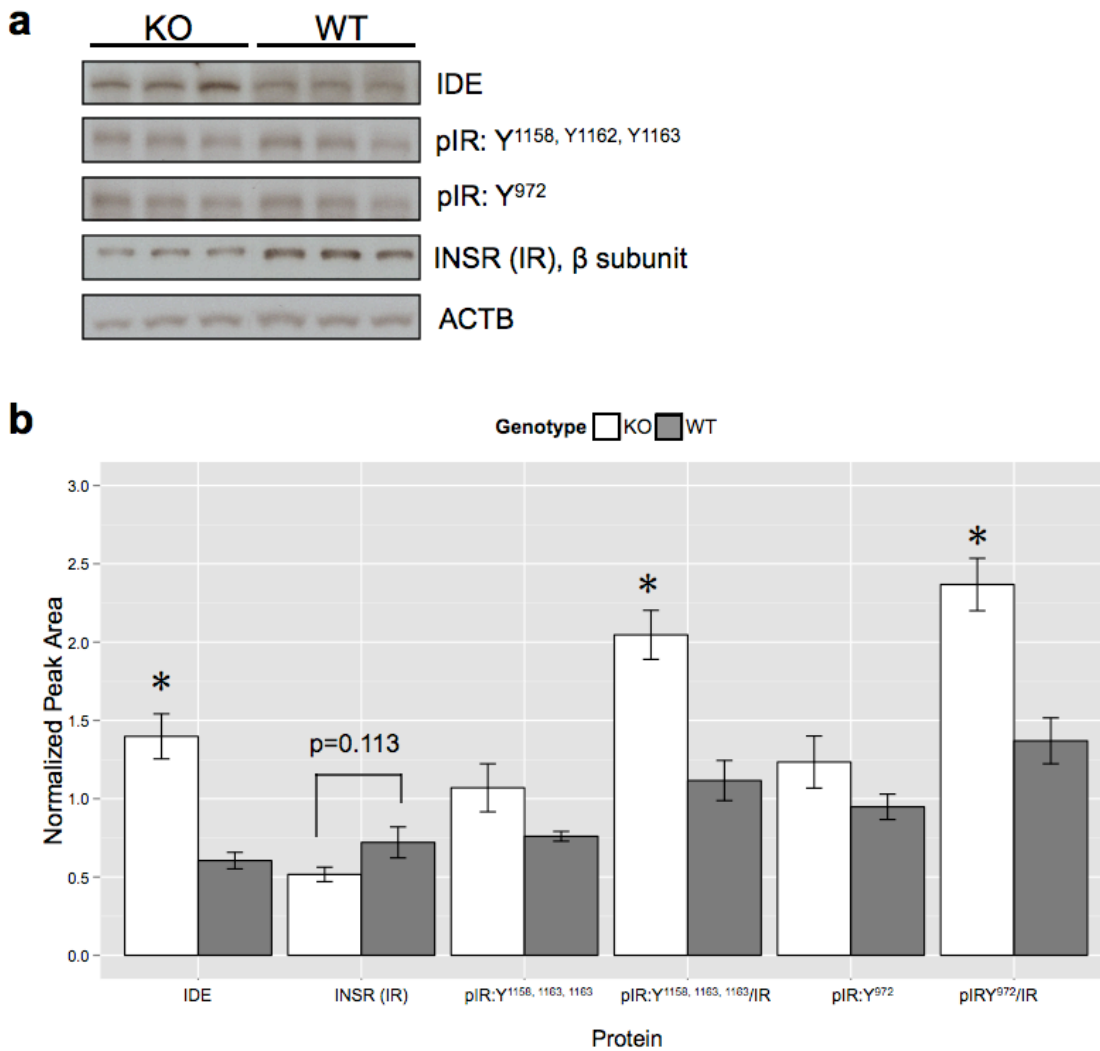 a
KO WT
IDE
pIR: Y1158, Y1162, Y1163
pIR: Y972
INSR (IR), β subunit
ACTB
b
Genotype KO WT
3.0
2.5
2.0
1.5
1.0
0.5
0.0
Normalized Peak Area
*
p=0.113
*
*
IDE INSR (IR) pIR:Y1158, 1163, 1163 pIR:Y1158, 1163, 1163/IR pIR:Y972 pIRY972/IR
Protein